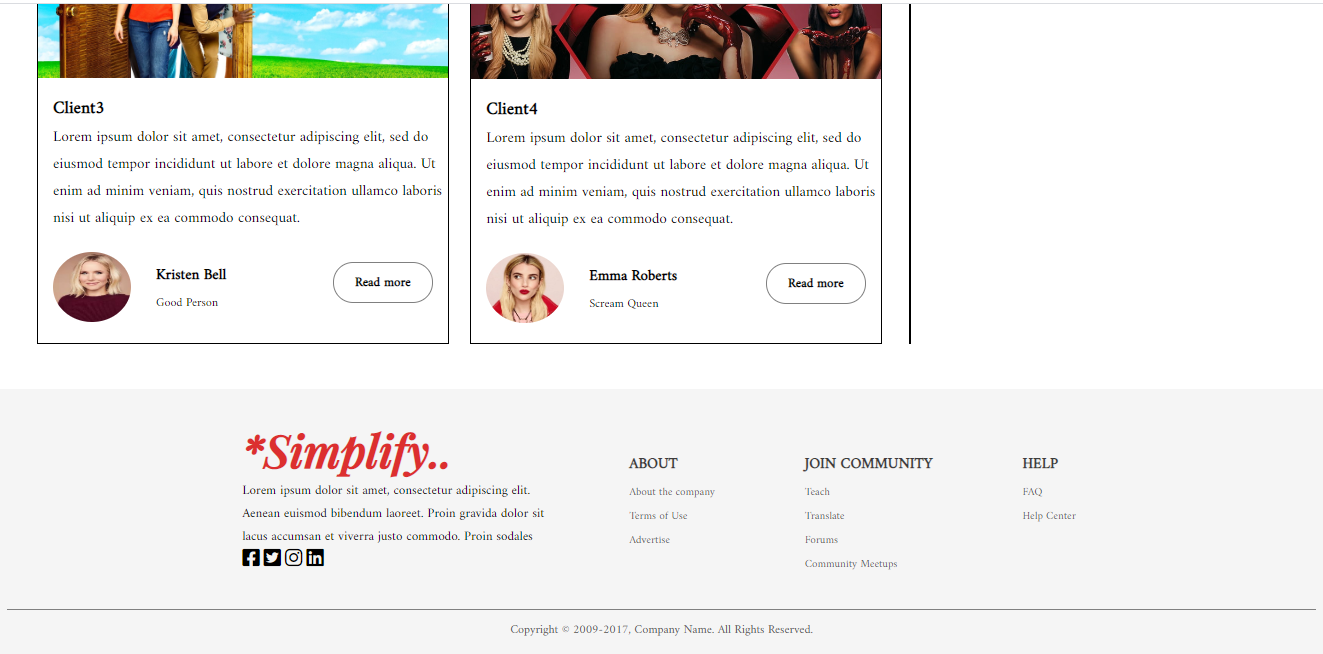 Client3
Lorem ipsum dolor sit amet, consectetur adipiscing elit, sed do
eiusmod tempor incididunt ut labore et dolore magna aliqua. Ut
enim ad minim veniam, quis nostrud exercitation ullamco laboris
nisi ut aliquip ex ea commodo consequat.
Kristen Bell
Good Person
Read more
Client4
Lorem ipsum dolor sit amet, consectetur adipiscing elit, sed do
eiusmod tempor incididunt ut labore et dolore magna aliqua. Ut
enim ad minim veniam, quis nostrud exercitation ullamco laboris
nisi ut aliquip ex ea commodo consequat.
Emma Roberts
Scream Queen
Read more
*Simplify..
Lorem ipsum dolor sit amet, consectetur adipiscing elit.
Aenean euismod bibendum laoreet. Proin gravida dolor sit
lacus accumsan et viverra justo commodo. Proin sodales
ABOUT
About the company
Terms of Use
Advertise
JOIN COMMUNITY
Teach
Translate
Forums
Community Meetups
HELP
FAQ
Help Center
Copyright © 2009-2017, Company Name. All Rights Reserved.